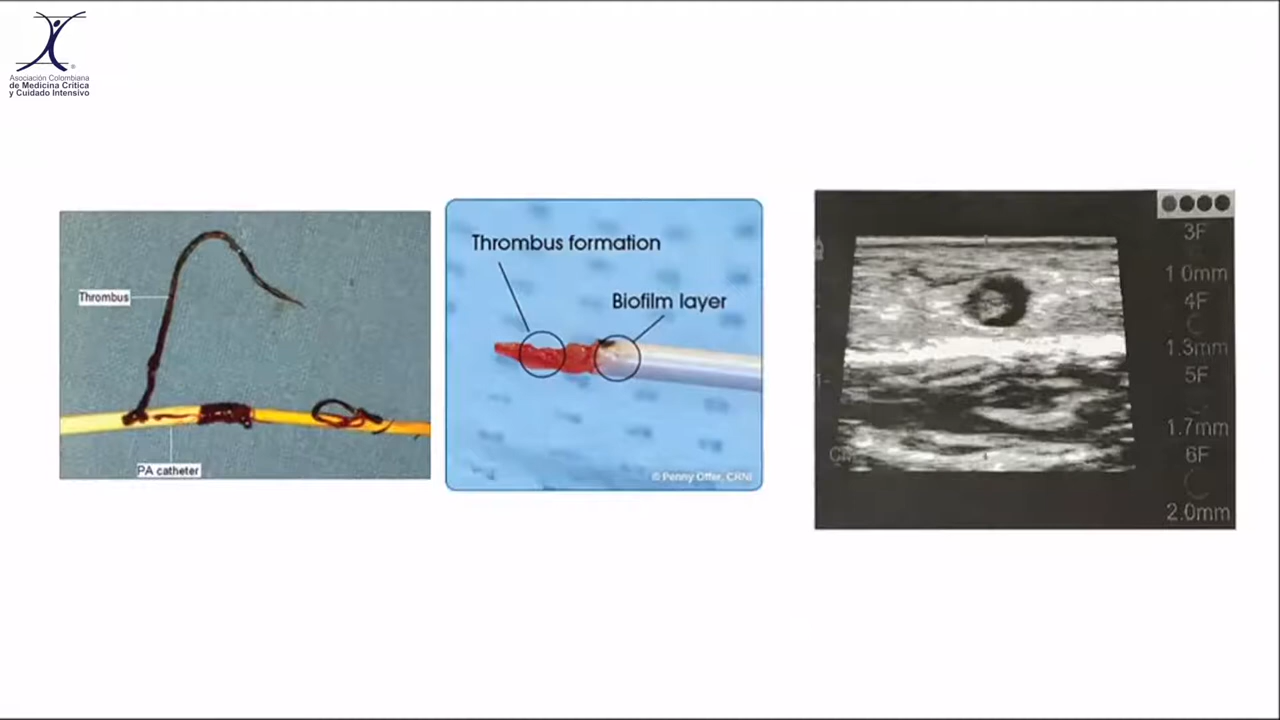 Asociación Colombiana
de Medicina Crítica
y Cuidado Intensivo
Thrombus
PA catheter
Thrombus formation
Biofilm layer
© Penny Offer, CRNI
3F
1.0mm
4F
1.3mm
5F
1.7mm
6F
2.0mm